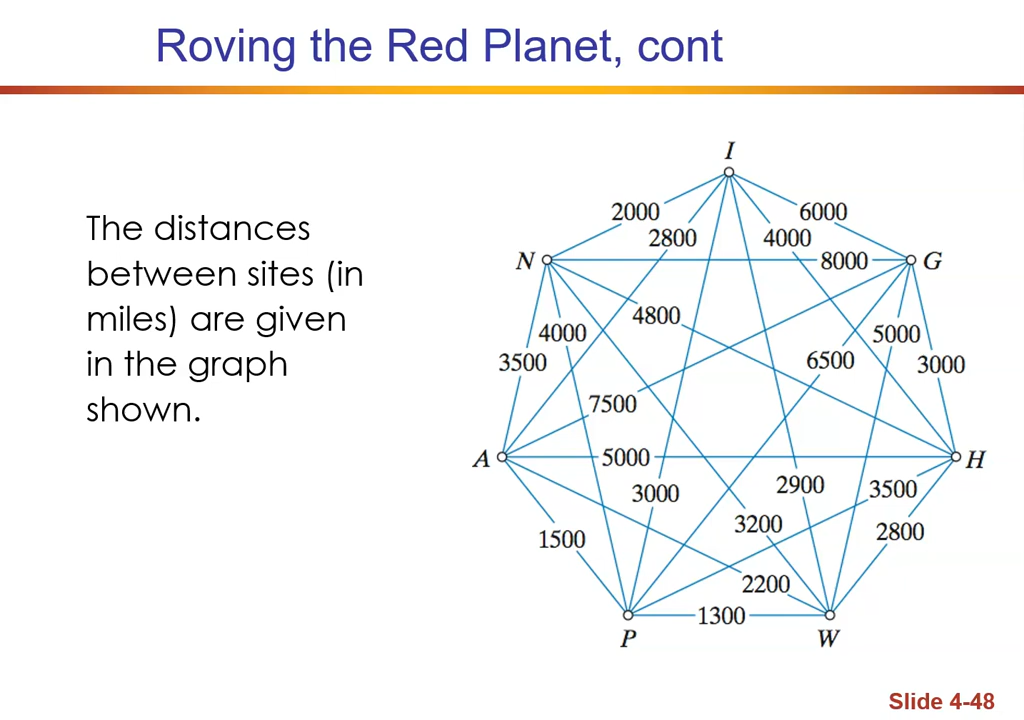 Roving the Red Planet, cont
The distances
between sites (in
miles) are given
in the graph
shown.
I
2000
6000
2800
4000
N
8000
G
4800
4000
5000
3500
6500
3000
7500
A
5000
H
3000
2900
3500
3200
2800
1500
2200
1300
P
W
Slide 4-48